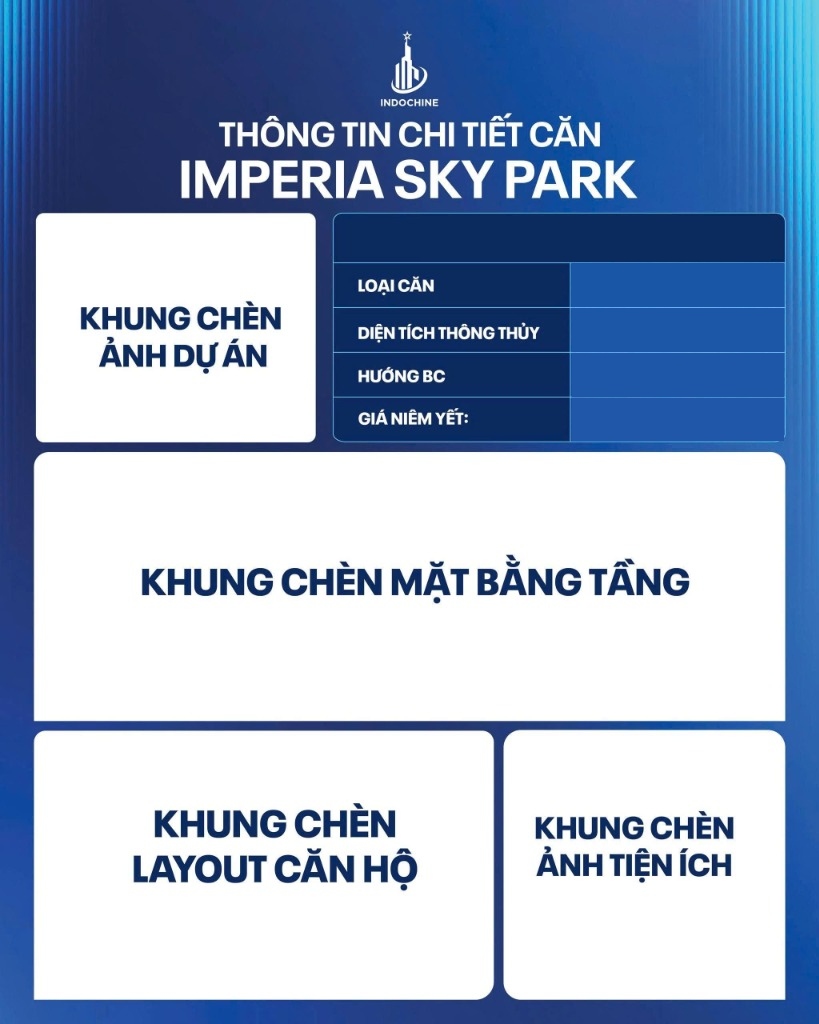 INDOCHINE
THÔNG TIN CHI TIẾT CĂN
IMPERIA SKY PARK
KHUNG CHÈN
ẢNH DỰ ÁN
LOẠI CĂN
DIỆN TÍCH THÔNG THỦY
HƯỚNG BC
GIÁ NIÊM YẾT:
KHUNG CHÈN MẶT BẰNG TẦNG
KHUNG CHÈN
LAYOUT CĂN HỘ
KHUNG CHÈN
ẢNH TIỆN ÍCH